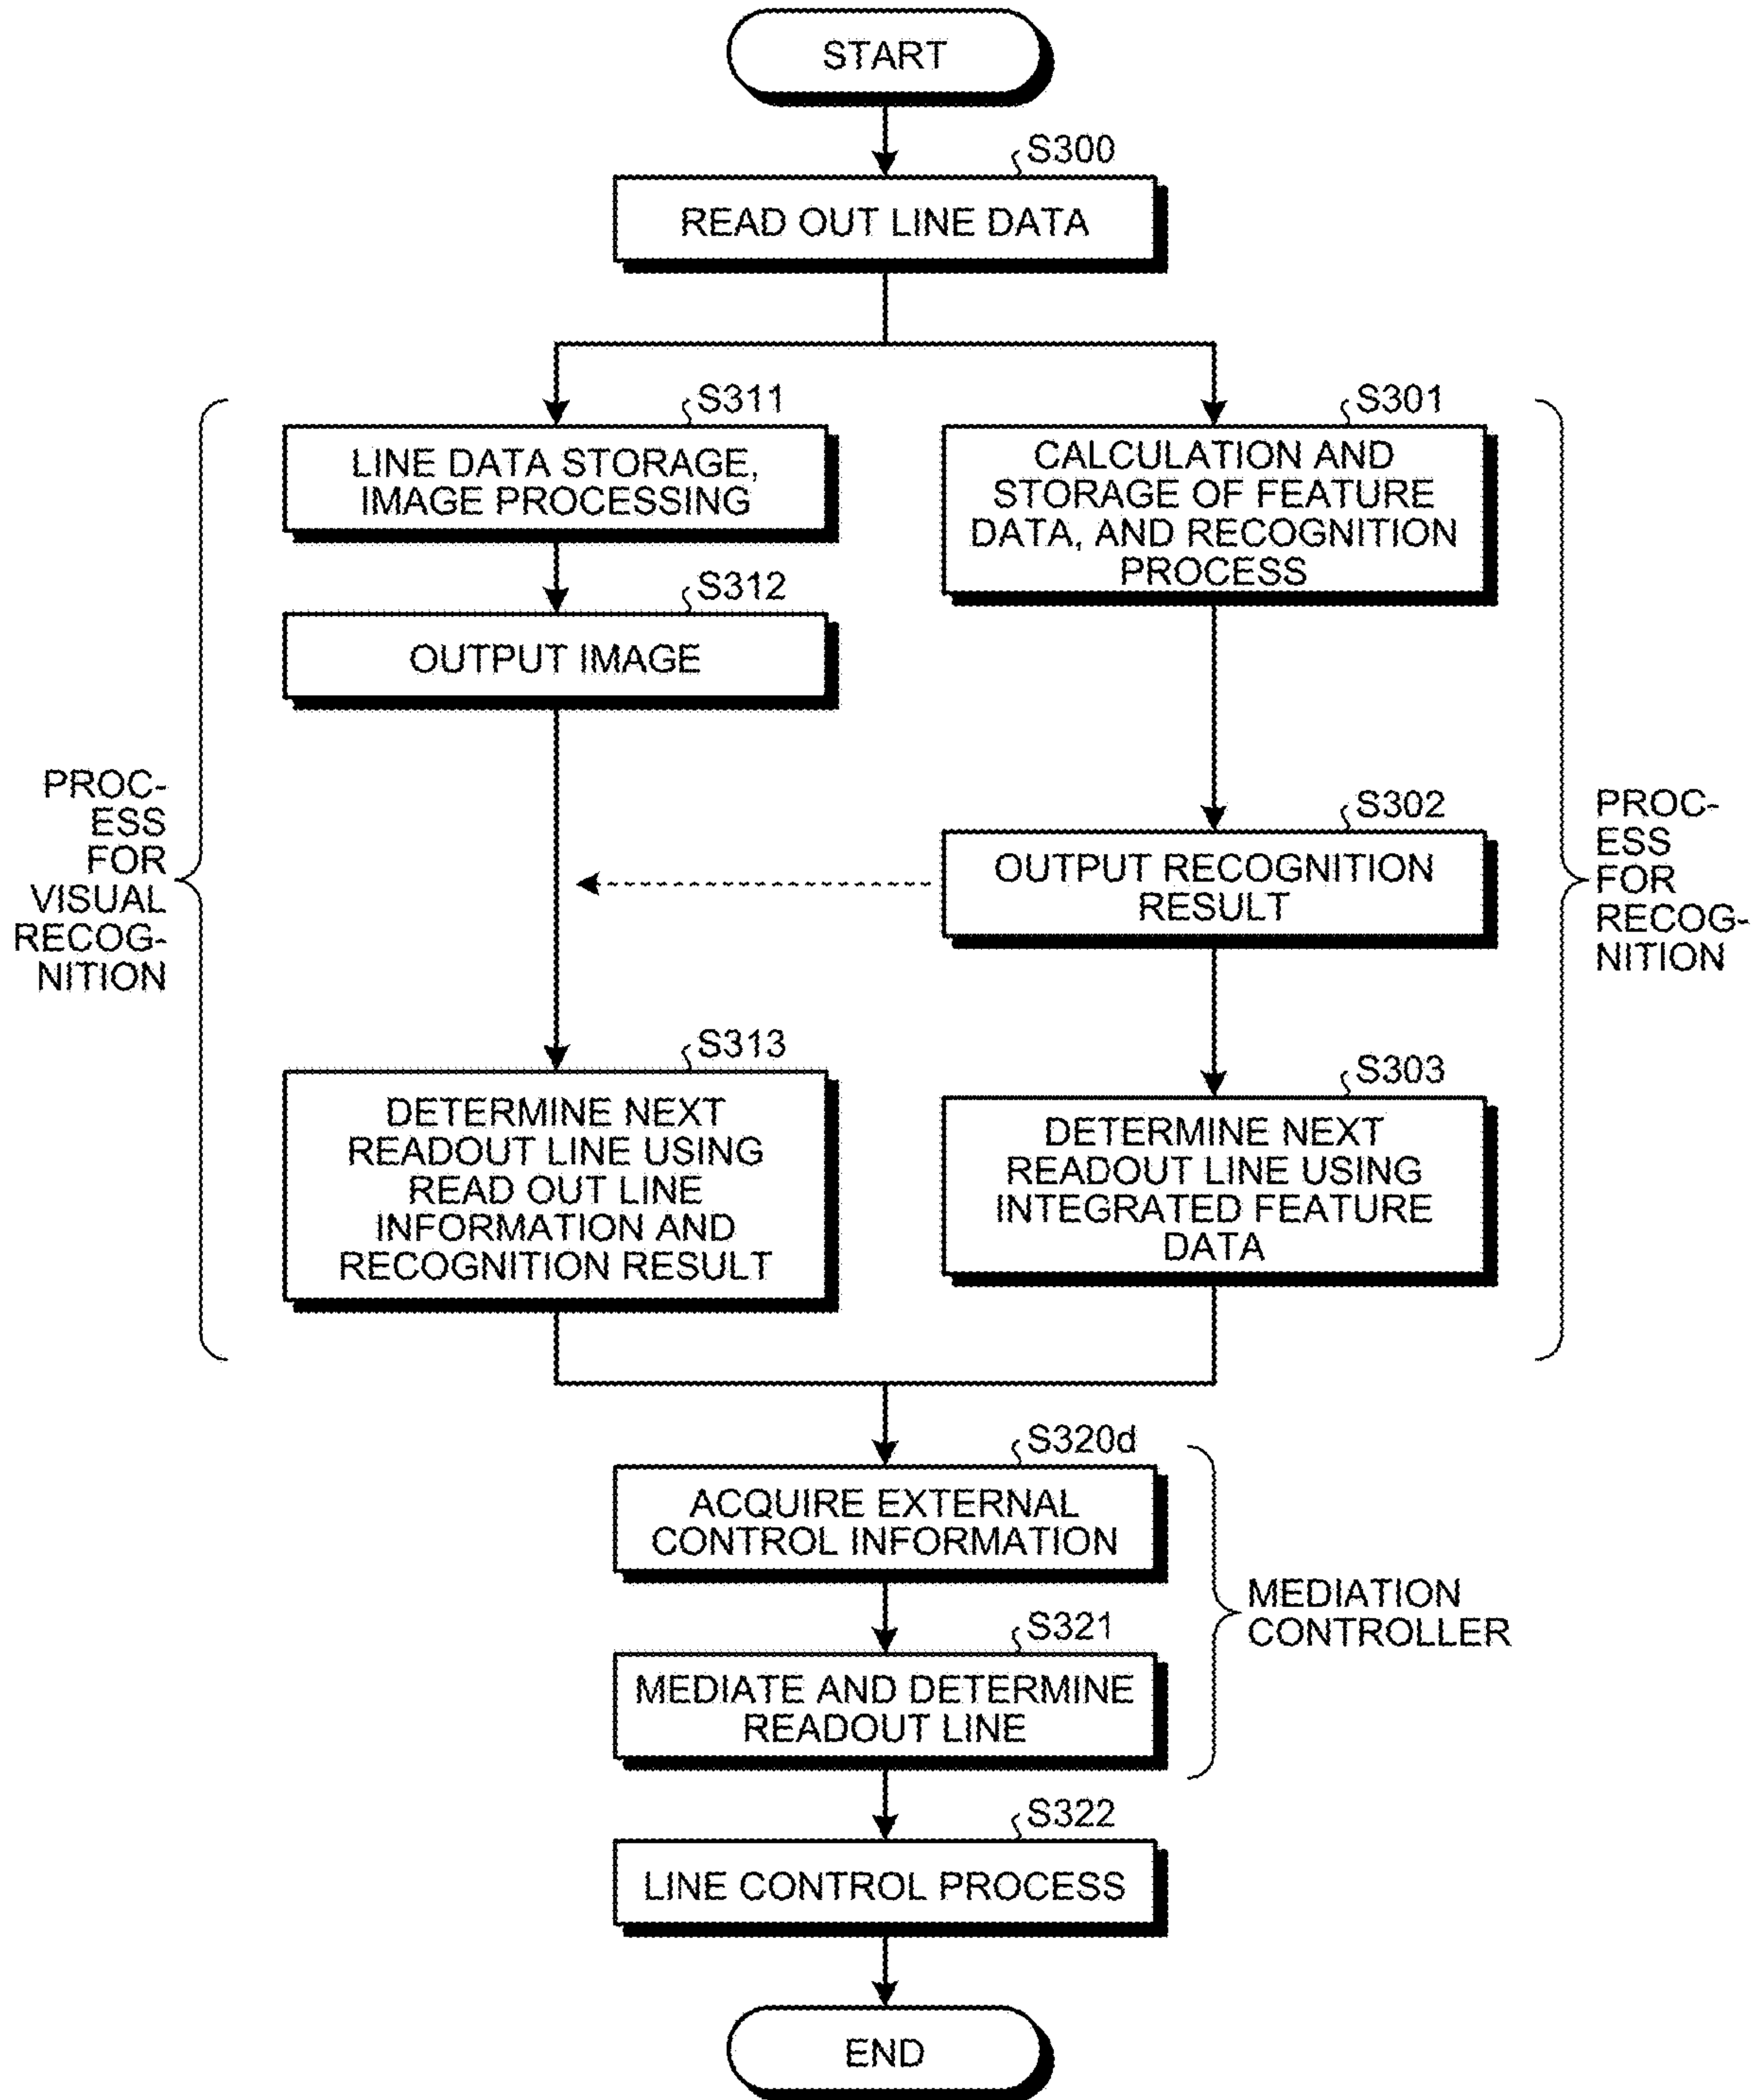 START
S300
READ OUT LINE DATA
S311
LINE DATA STORAGE,
IMAGE PROCESSING
S312
OUTPUT IMAGE
S313
DETERMINE NEXT
READOUT LINE USING
READ OUT LINE
INFORMATION AND
RECOGNITION RESULT
PROC-
ESS
FOR
VISUAL
RECOG-
NITION
S301
CALCULATION AND
STORAGE OF FEATURE
DATA, AND RECOGNITION
PROCESS
S302
OUTPUT RECOGNITION
RESULT
S303
DETERMINE NEXT
READOUT LINE USING
INTEGRATED FEATURE
DATA
PROC-
ESS
FOR
RECOG-
NITION
S320d
ACQUIRE EXTERNAL
CONTROL INFORMATION
S321
MEDIATE AND DETERMINE
READOUT LINE
MEDIATION
CONTROLLER
S322
LINE CONTROL PROCESS
END